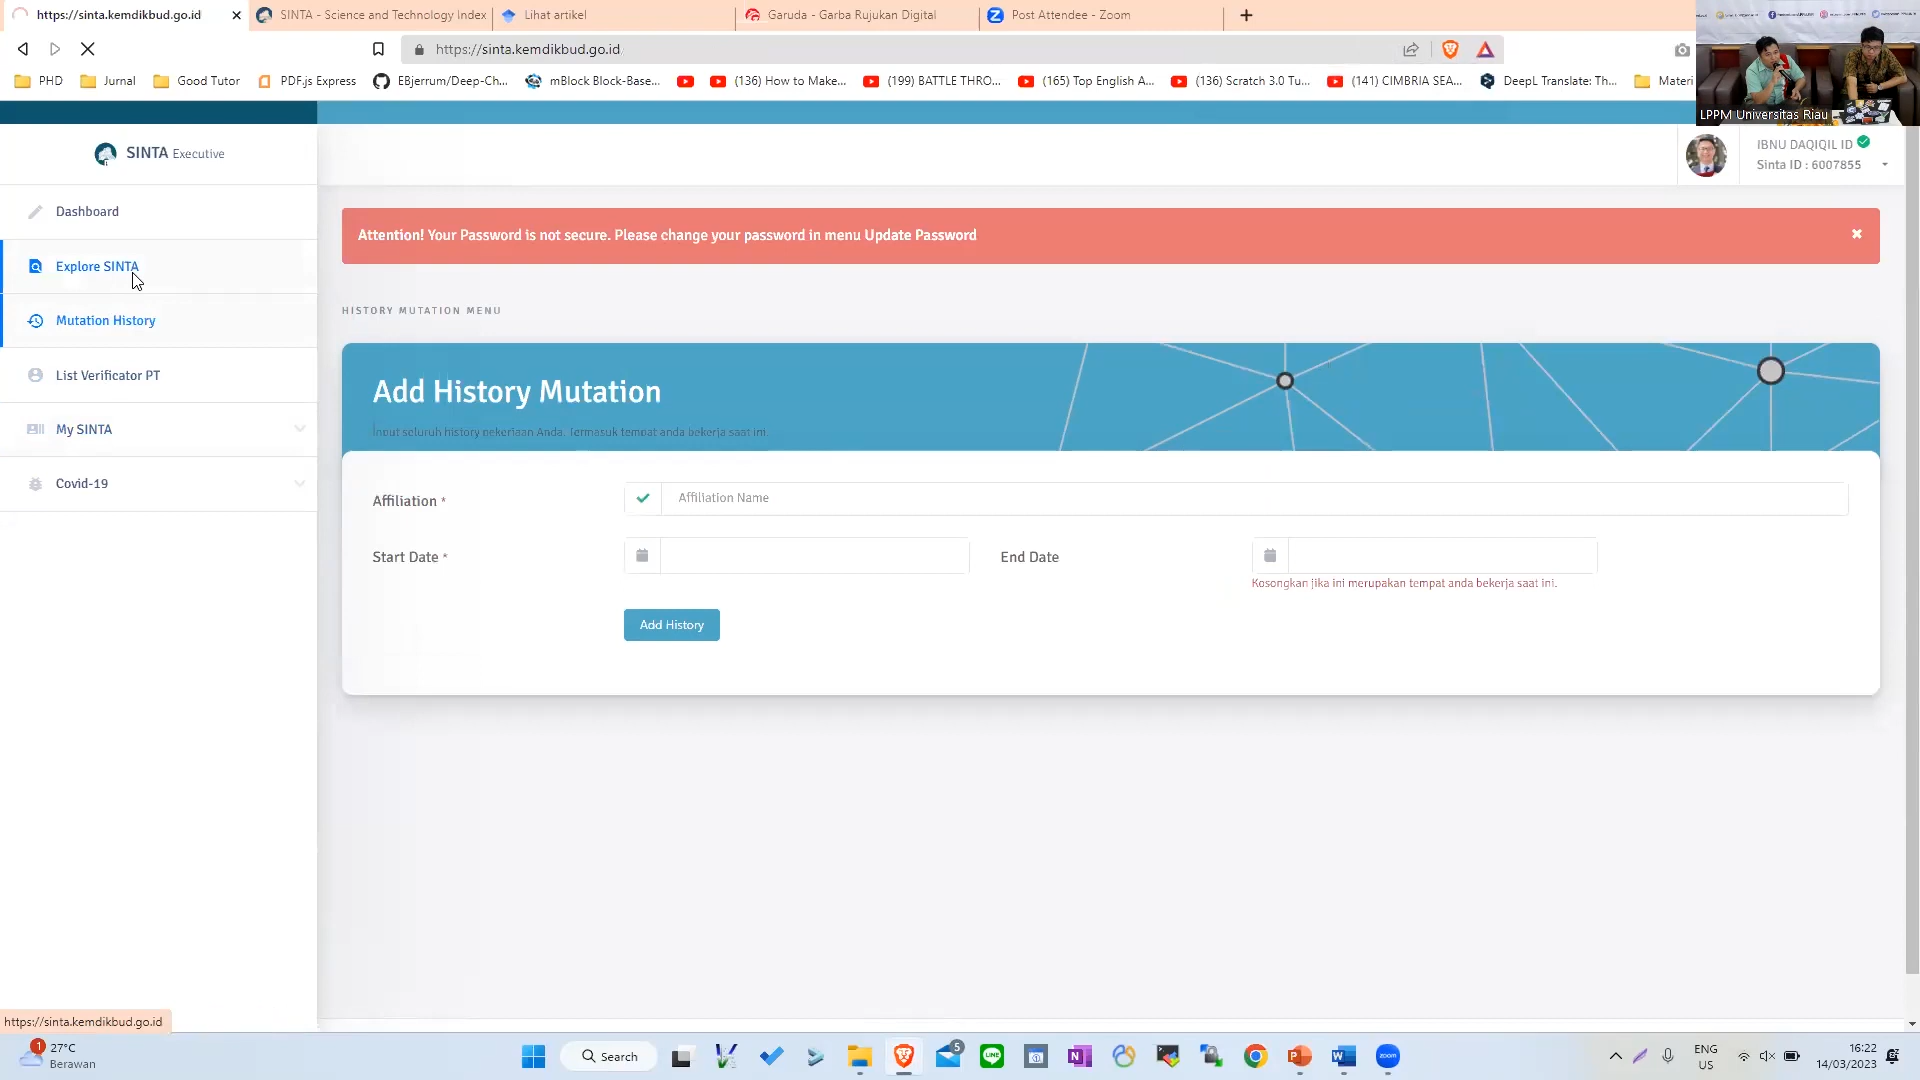 https://sinta.kemdikbud.go.id
SINTA - Science and Technology Index
Lihat artikel
Garuda - Garba Rujukan Digital
Post Attendee - Zoom
https://sinta.kemdikbud.go.id
PHD
Jurnal
Good Tutor
PDF.js Express
EBjerrum/Deep-Ch...
mBlock Block-Base...
(136) How to Make...
(199) BATTLE THRO...
(165) Top English A...
(136) Scratch 3.0 Tu...
(141) CIMBRIA SEA...
DeepL Translate: Th...
Materi
LPPM Universitas Riau
SINTA Executive
IBNU DAQIQIL ID
Sinta ID : 6007855
Dashboard
Explore SINTA
Mutation History
List Verificator PT
My SINTA
Covid-19
Attention! Your Password is not secure. Please change your password in menu Update Password
HISTORY MUTATION MENU
Add History Mutation
Input seluruh history pekerjaan Anda. Termasuk tempat anda bekerja saat ini.
Affiliation *
Affiliation Name
Start Date *
End Date
Kosongkan jika ini merupakan tempat anda bekerja saat ini.
Add History
https://sinta.kemdikbud.go.id
1
27°C
Berawan
Search
5
ENG
US
16:22
14/03/2023